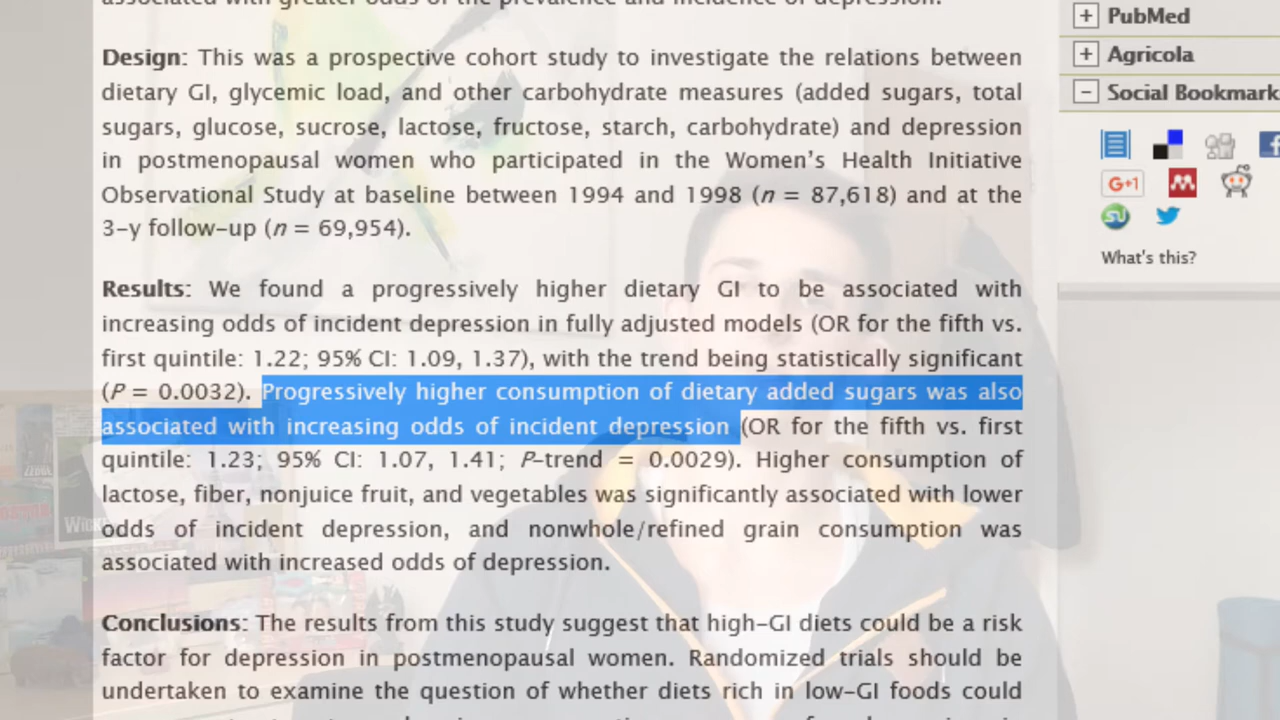 associated with greater odds of the prevalence and incidence of depression.
Design: This was a prospective cohort study to investigate the relations between
dietary GI, glycemic load, and other carbohydrate measures (added sugars, total
sugars, glucose, sucrose, lactose, fructose, starch, carbohydrate) and depression
in postmenopausal women who participated in the Women’s Health Initiative
Observational Study at baseline between 1994 and 1998 (n = 87,618) and at the
3-y follow-up (n = 69,954).
Results: We found a progressively higher dietary GI to be associated with
increasing odds of incident depression in fully adjusted models (OR for the fifth vs.
first quintile: 1.22; 95% CI: 1.09, 1.37), with the trend being statistically significant
(P = 0.0032). Progressively higher consumption of dietary added sugars was also
associated with increasing odds of incident depression (OR for the fifth vs. first
quintile: 1.23; 95% CI: 1.07, 1.41; P-trend = 0.0029). Higher consumption of
lactose, fiber, nonjuice fruit, and vegetables was significantly associated with lower
odds of incident depression, and nonwhole/refined grain consumption was
associated with increased odds of depression.
Conclusions: The results from this study suggest that high-GI diets could be a risk
factor for depression in postmenopausal women. Randomized trials should be
undertaken to examine the question of whether diets rich in low-GI foods could
PubMed
Agricola
Social Bookmark
G+1
What's this?